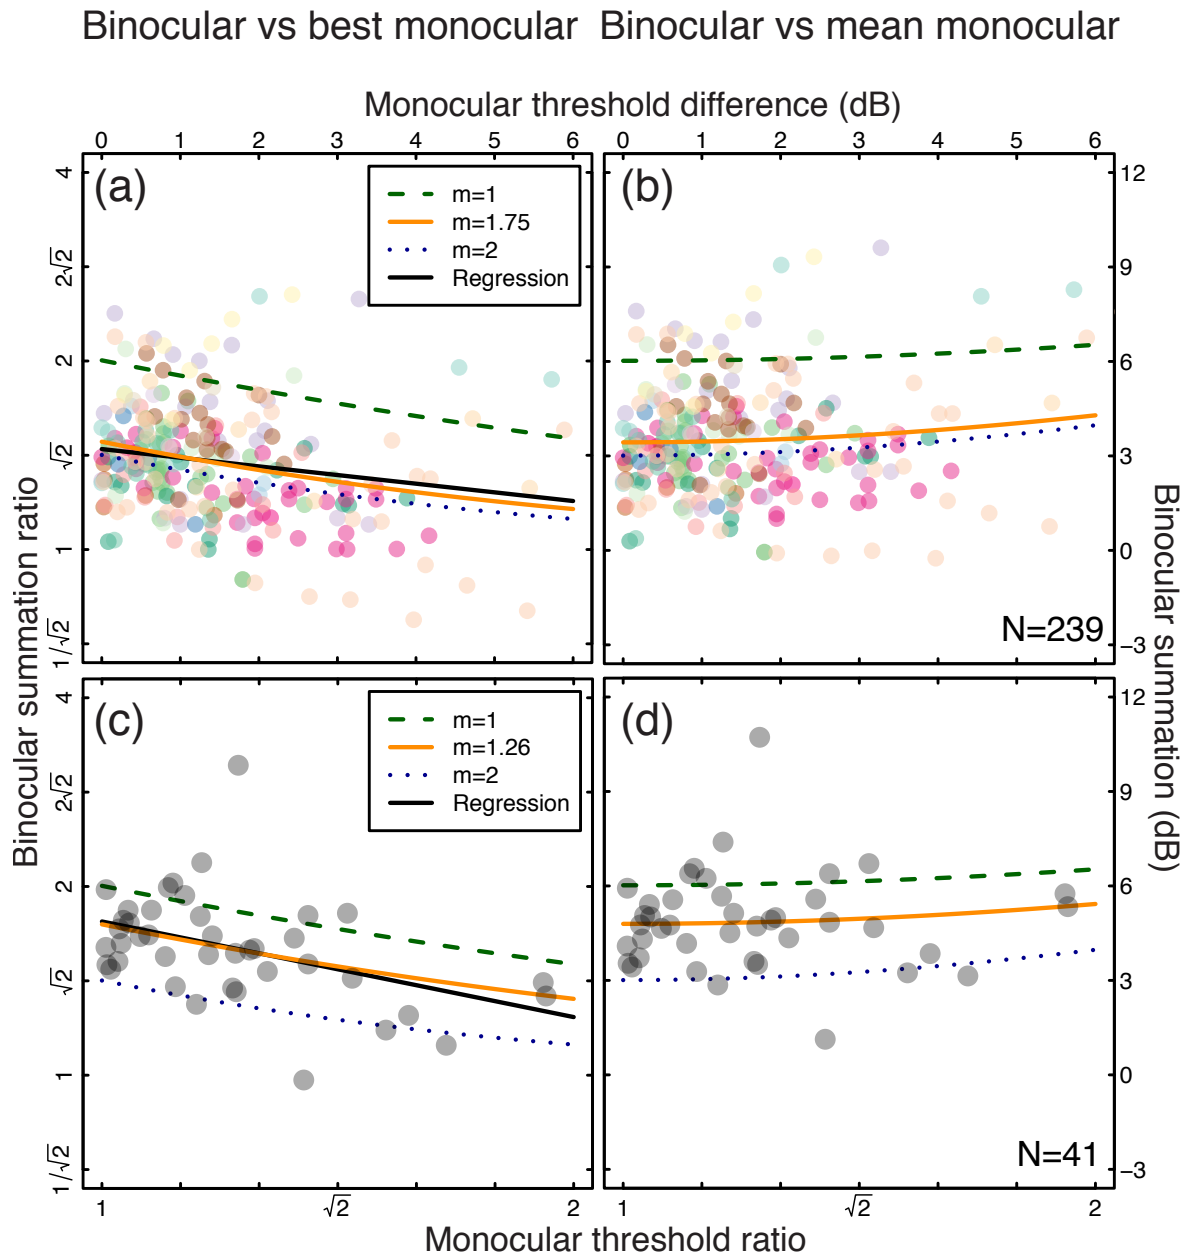 Binocular vs best monocular Binocular vs mean monocular
Monocular threshold difference (dB)
0 1 2 3 4 5 6 0 1 2 3 4 5 6
(a)
m=1
m=1.75
m=2
Regression
4
2√2
2
√2
1
1/√2
(b)
12
9
6
3
0
−3
N=239
(c)
m=1
m=1.26
m=2
Regression
4
2√2
2
√2
1
1/√2
(d)
12
9
6
3
0
−3
N=41
Binocular summation ratio
Binocular summation (dB)
1 √2 2 1 √2 2
Monocular threshold ratio